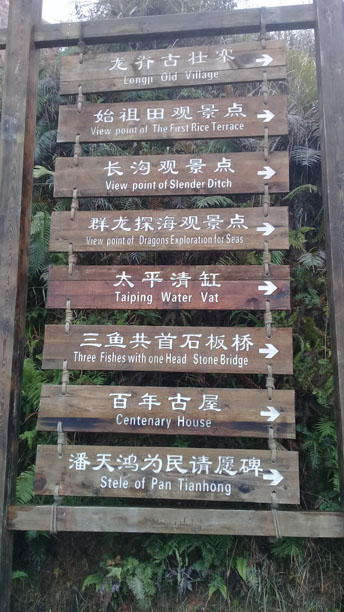 龙脊古壮寨
Longji Old Village
始祖田观景点
View point of The First Rice Terrace
长沟观景点
View point of Slender Ditch
群龙探海观景点
View point of Dragons Exploration for Seas
太平清缸
Taiping Water Vat
三鱼共首石板桥
Three Fishes with one Head Stone Bridge
百年古屋
Centenary House
潘天鸿为民请愿碑
Stele of Pan Tianhong